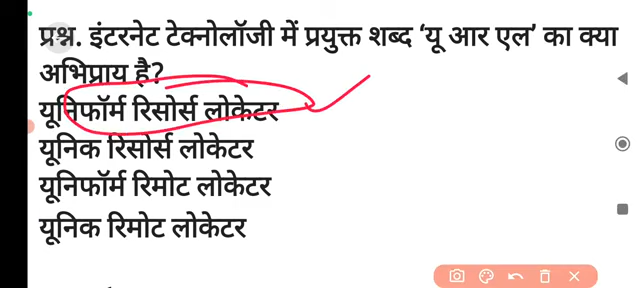 प्रश्न. इंटरनेट टेक्नोलॉजी में प्रयुक्त शब्द ‘यू आर एल’ का क्या
अभिप्राय है?
यूनिफॉर्म रिसोर्स लोकेटर
यूनिक रिसोर्स लोकेटर
यूनिफॉर्म रिमोट लोकेटर
यूनिक रिमोट लोकेटर